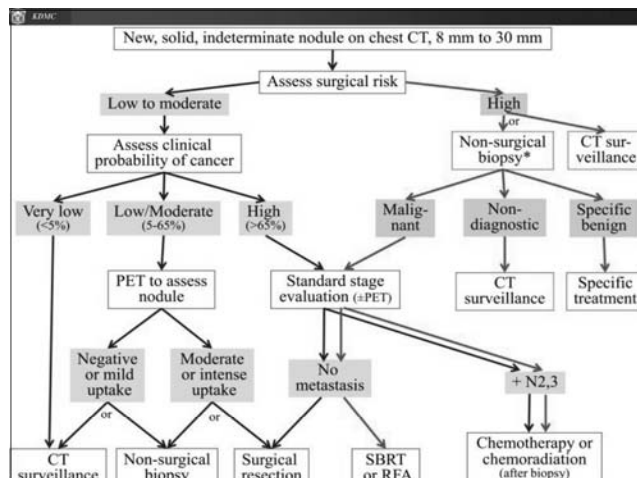 KDMC
New, solid, indeterminate nodule on chest CT, 8 mm to 30 mm
Assess surgical risk
Low to moderate
High
or
Assess clinical
probability of cancer
Non-surgical
biopsy*
CT sur-
veillance
Very low
(<5%)
Low/Moderate
(5-65%)
High
(>65%)
Malig-
nant
Non-
diagnostic
Specific
benign
PET to assess
nodule
Standard stage
evaluation (±PET)
CT
surveillance
Specific
treatment
Negative
or mild
uptake
Moderate
or intense
uptake
No
metastasis
+ N2,3
or
or
CT
surveillance
Non-surgical
biopsy
Surgical
resection
SBRT
or RFA
Chemotherapy or
chemoradiation
(after biopsy)